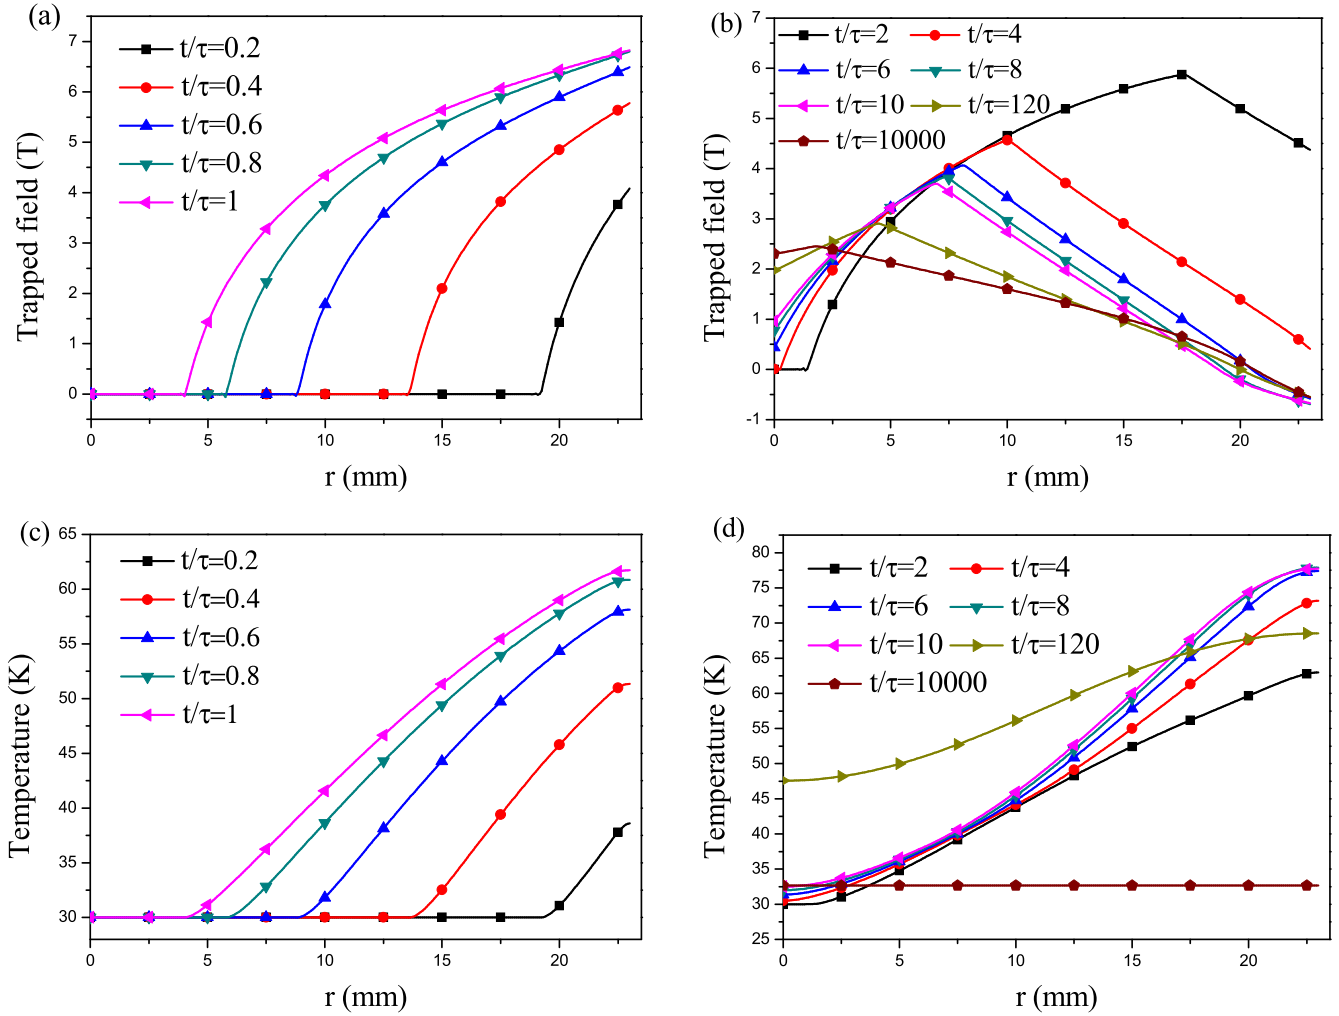 (a)
t/τ=0.2
t/τ=0.4
t/τ=0.6
t/τ=0.8
t/τ=1
Trapped field (T)
7
6
5
4
3
2
1
0
0 5 10 15 20
r (mm)
(b)
t/τ=2 t/τ=4
t/τ=6 t/τ=8
t/τ=10 t/τ=120
t/τ=10000
Trapped field (T)
7
6
5
4
3
2
1
0
-1
0 5 10 15 20
r (mm)
(c)
t/τ=0.2
t/τ=0.4
t/τ=0.6
t/τ=0.8
t/τ=1
Temperature (K)
65
60
55
50
45
40
35
30
0 5 10 15 20
r (mm)
(d)
t/τ=2 t/τ=4
t/τ=6 t/τ=8
t/τ=10 t/τ=120
t/τ=10000
Temperature (K)
80
75
70
65
60
55
50
45
40
35
30
25
0 5 10 15 20
r (mm)